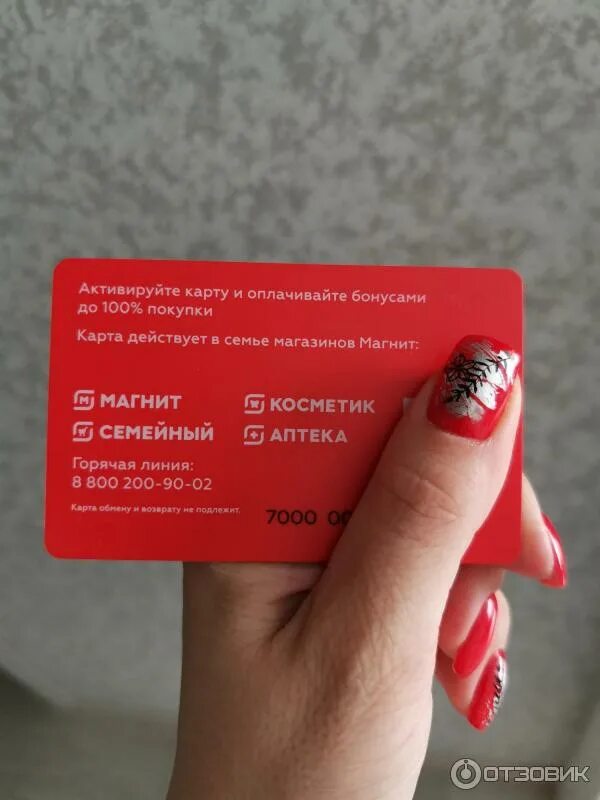 Активируйте карту и оплачивайте бонусами
до 100% покупки
Карта действует в семье магазинов Магнит:
МАГНИТ КОСМЕТИК
СЕМЕЙНЫЙ АПТЕКА
Горячая линия:
8 800 200-90-02
Карта обмену и возврату не подлежит.
7000
ОТЗОВИК